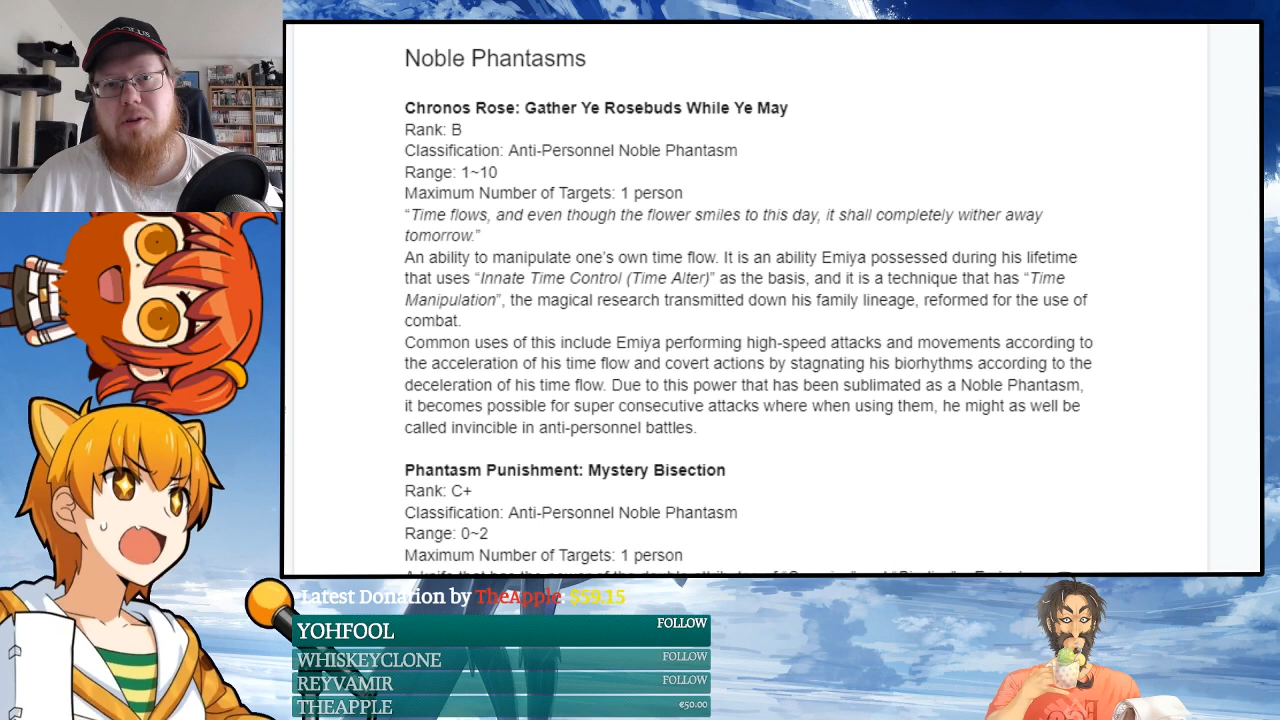 Noble Phantasms
Chronos Rose: Gather Ye Rosebuds While Ye May
Rank: B
Classification: Anti-Personnel Noble Phantasm
Range: 1~10
Maximum Number of Targets: 1 person
“Time flows, and even though the flower smiles to this day, it shall completely wither away
tomorrow.”
An ability to manipulate one’s own time flow. It is an ability Emiya possessed during his lifetime
that uses “Innate Time Control (Time Alter)” as the basis, and it is a technique that has “Time
Manipulation”, the magical research transmitted down his family lineage, reformed for the use of
combat.
Common uses of this include Emiya performing high-speed attacks and movements according to
the acceleration of his time flow and covert actions by stagnating his biorhythms according to the
deceleration of his time flow. Due to this power that has been sublimated as a Noble Phantasm,
it becomes possible for super consecutive attacks where when using them, he might as well be
called invincible in anti-personnel battles.
Phantasm Punishment: Mystery Bisection
Rank: C+
Classification: Anti-Personnel Noble Phantasm
Range: 0~2
Maximum Number of Targets: 1 person
Latest Donation by TheApple: $59.15
YOHFOOL FOLLOW
WHISKEYCLONE FOLLOW
REYVAMIR FOLLOW
THEAPPLE €50.00